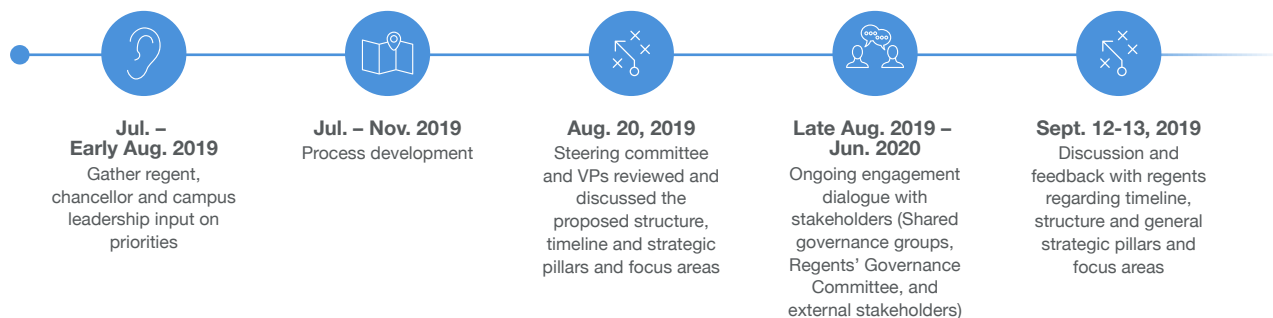 Jul. –
Early Aug. 2019
Gather regent,
chancellor and campus
leadership input on
priorities
Jul. – Nov. 2019
Process development
Aug. 20, 2019
Steering committee
and VPs reviewed and
discussed the
proposed structure,
timeline and strategic
pillars and focus areas
Late Aug. 2019 –
Jun. 2020
Ongoing engagement
dialogue with
stakeholders (Shared
governance groups,
Regents’ Governance
Committee, and
external stakeholders)
Sept. 12-13, 2019
Discussion and
feedback with regents
regarding timeline,
structure and general
strategic pillars and
focus areas